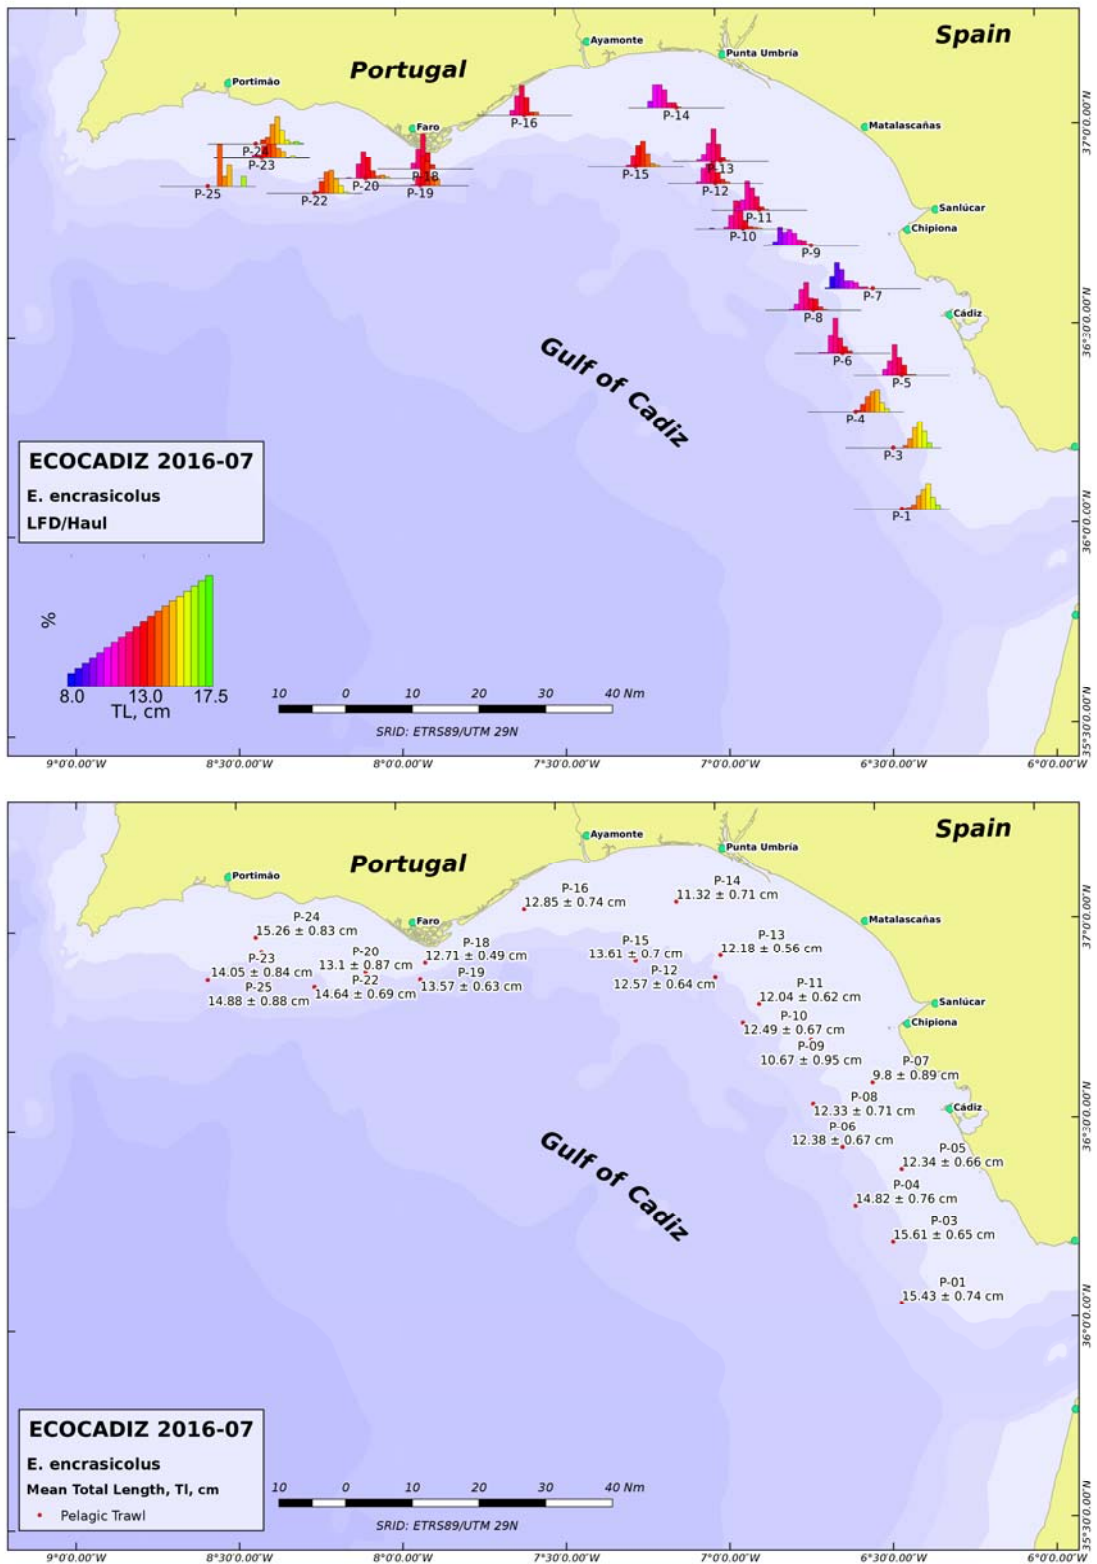 Spain
Portugal
Ayamonte
Punta Umbría
Portimão
Faro
Matalascañas
Sanlúcar
Chipiona
Cádiz
P-16
P-14
P-24
P-23
P-25
P-22
P-20
P-18
P-19
P-15
P-13
P-12
P-11
P-10
P-9
P-7
P-8
P-6
P-5
P-4
P-3
P-1
Gulf of Cadiz
ECOCADIZ 2016-07
E. encrasicolus
LFD/Haul
%
8.0 13.0 17.5
TL, cm
10 0 10 20 30 40 Nm
SRID: ETRS89/UTM 29N
37°0'0.00"N
36°30'0.00"N
36°0'0.00"N
35°30'0.00"N
9°0'0.00"W 8°30'0.00"W 8°0'0.00"W 7°30'0.00"W 7°0'0.00"W 6°30'0.00"W 6°0'0.00"W
Spain
Portugal
Ayamonte
Punta Umbría
Portimão
Faro
Matalascañas
Sanlúcar
Chipiona
Cádiz
P-16
12.85 ± 0.74 cm
P-14
11.32 ± 0.71 cm
P-24
15.26 ± 0.83 cm
P-23
14.05 ± 0.84 cm
P-25
14.88 ± 0.88 cm
P-20
13.1 ± 0.87 cm
P-22
14.64 ± 0.69 cm
P-18
12.71 ± 0.49 cm
P-19
13.57 ± 0.63 cm
P-15
13.61 ± 0.7 cm
P-13
12.18 ± 0.56 cm
P-12
12.57 ± 0.64 cm
P-11
12.04 ± 0.62 cm
P-10
12.49 ± 0.67 cm
P-09
10.67 ± 0.95 cm
P-07
9.8 ± 0.89 cm
P-08
12.33 ± 0.71 cm
P-06
12.38 ± 0.67 cm
P-05
12.34 ± 0.66 cm
P-04
14.82 ± 0.76 cm
P-03
15.61 ± 0.65 cm
P-01
15.43 ± 0.74 cm
Gulf of Cadiz
ECOCADIZ 2016-07
E. encrasicolus
Mean Total Length, Tl, cm
Pelagic Trawl
10 0 10 20 30 40 Nm
SRID: ETRS89/UTM 29N
37°0'0.00"N
36°30'0.00"N
36°0'0.00"N
35°30'0.00"N
9°0'0.00"W 8°30'0.00"W 8°0'0.00"W 7°30'0.00"W 7°0'0.00"W 6°30'0.00"W 6°0'0.00"W